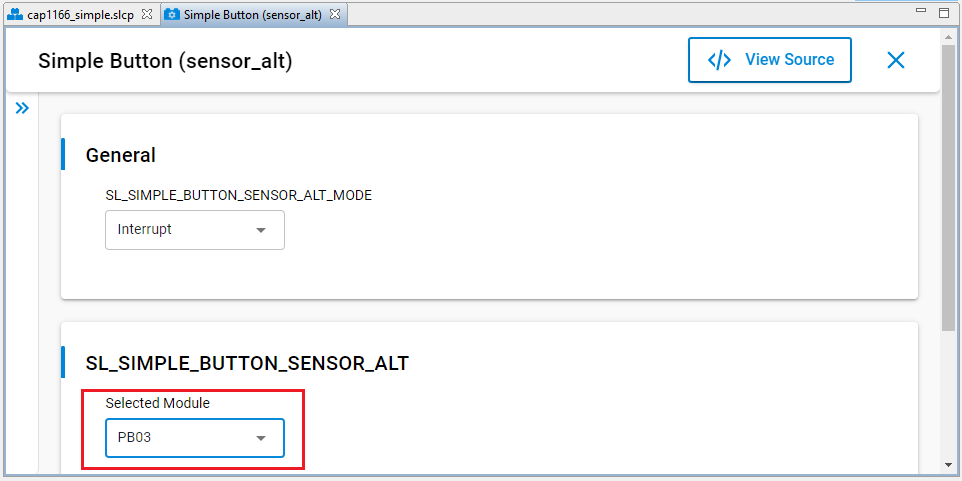 cap1166_simple.slcp
Simple Button (sensor_alt)
Simple Button (sensor_alt)
</> View Source
General
SL_SIMPLE_BUTTON_SENSOR_ALT_MODE
Interrupt
SL_SIMPLE_BUTTON_SENSOR_ALT
Selected Module
PB03